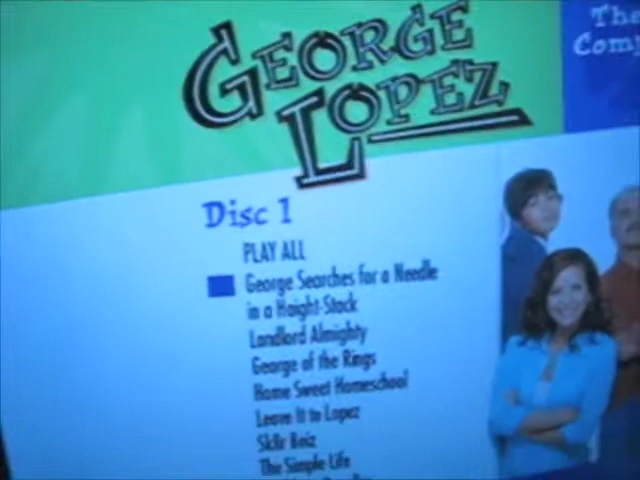 GEORGE
LOPEZ
The
Comp
Disc 1
PLAY ALL
George Searches for a Needle
in a Haight-Stack
Landlord Almighty
George of the Rings
Home Sweet Homeschool
Leave It to Lopez
Sk8r Boiz
The Simple Life